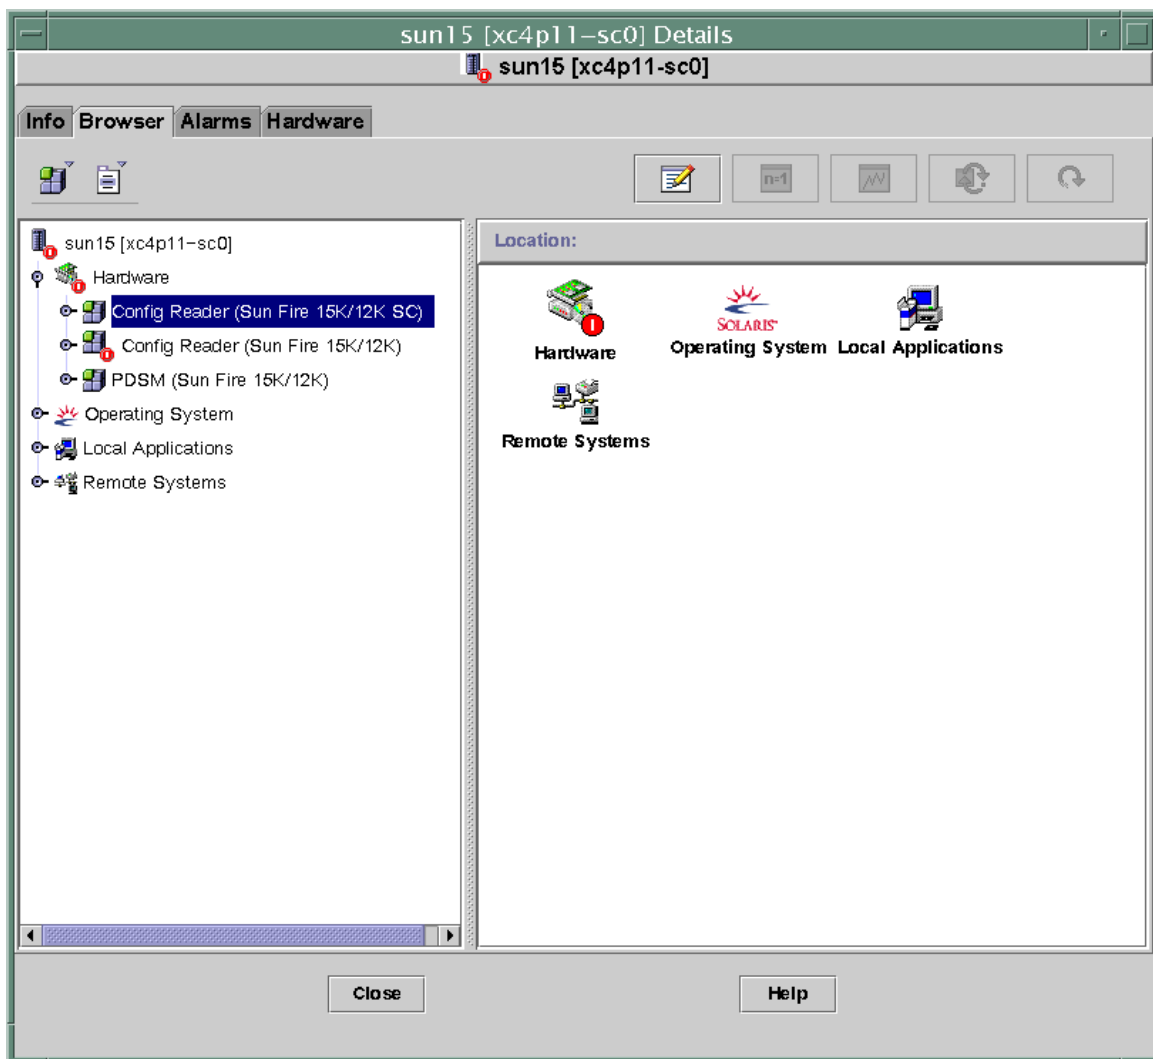 sun15 [xc4p11-sc0] Details
sun15 [xc4p11-sc0]
Info Browser Alarms Hardware
n=1
sun15 [xc4p11-sc0]
Hardware
Config Reader (Sun Fire 15K/12K SC)
Config Reader (Sun Fire 15K/12K)
PDSM (Sun Fire 15K/12K)
Operating System
Local Applications
Remote Systems
Location:
SOLARIS
Hardware Operating System Local Applications
Remote Systems
Close Help